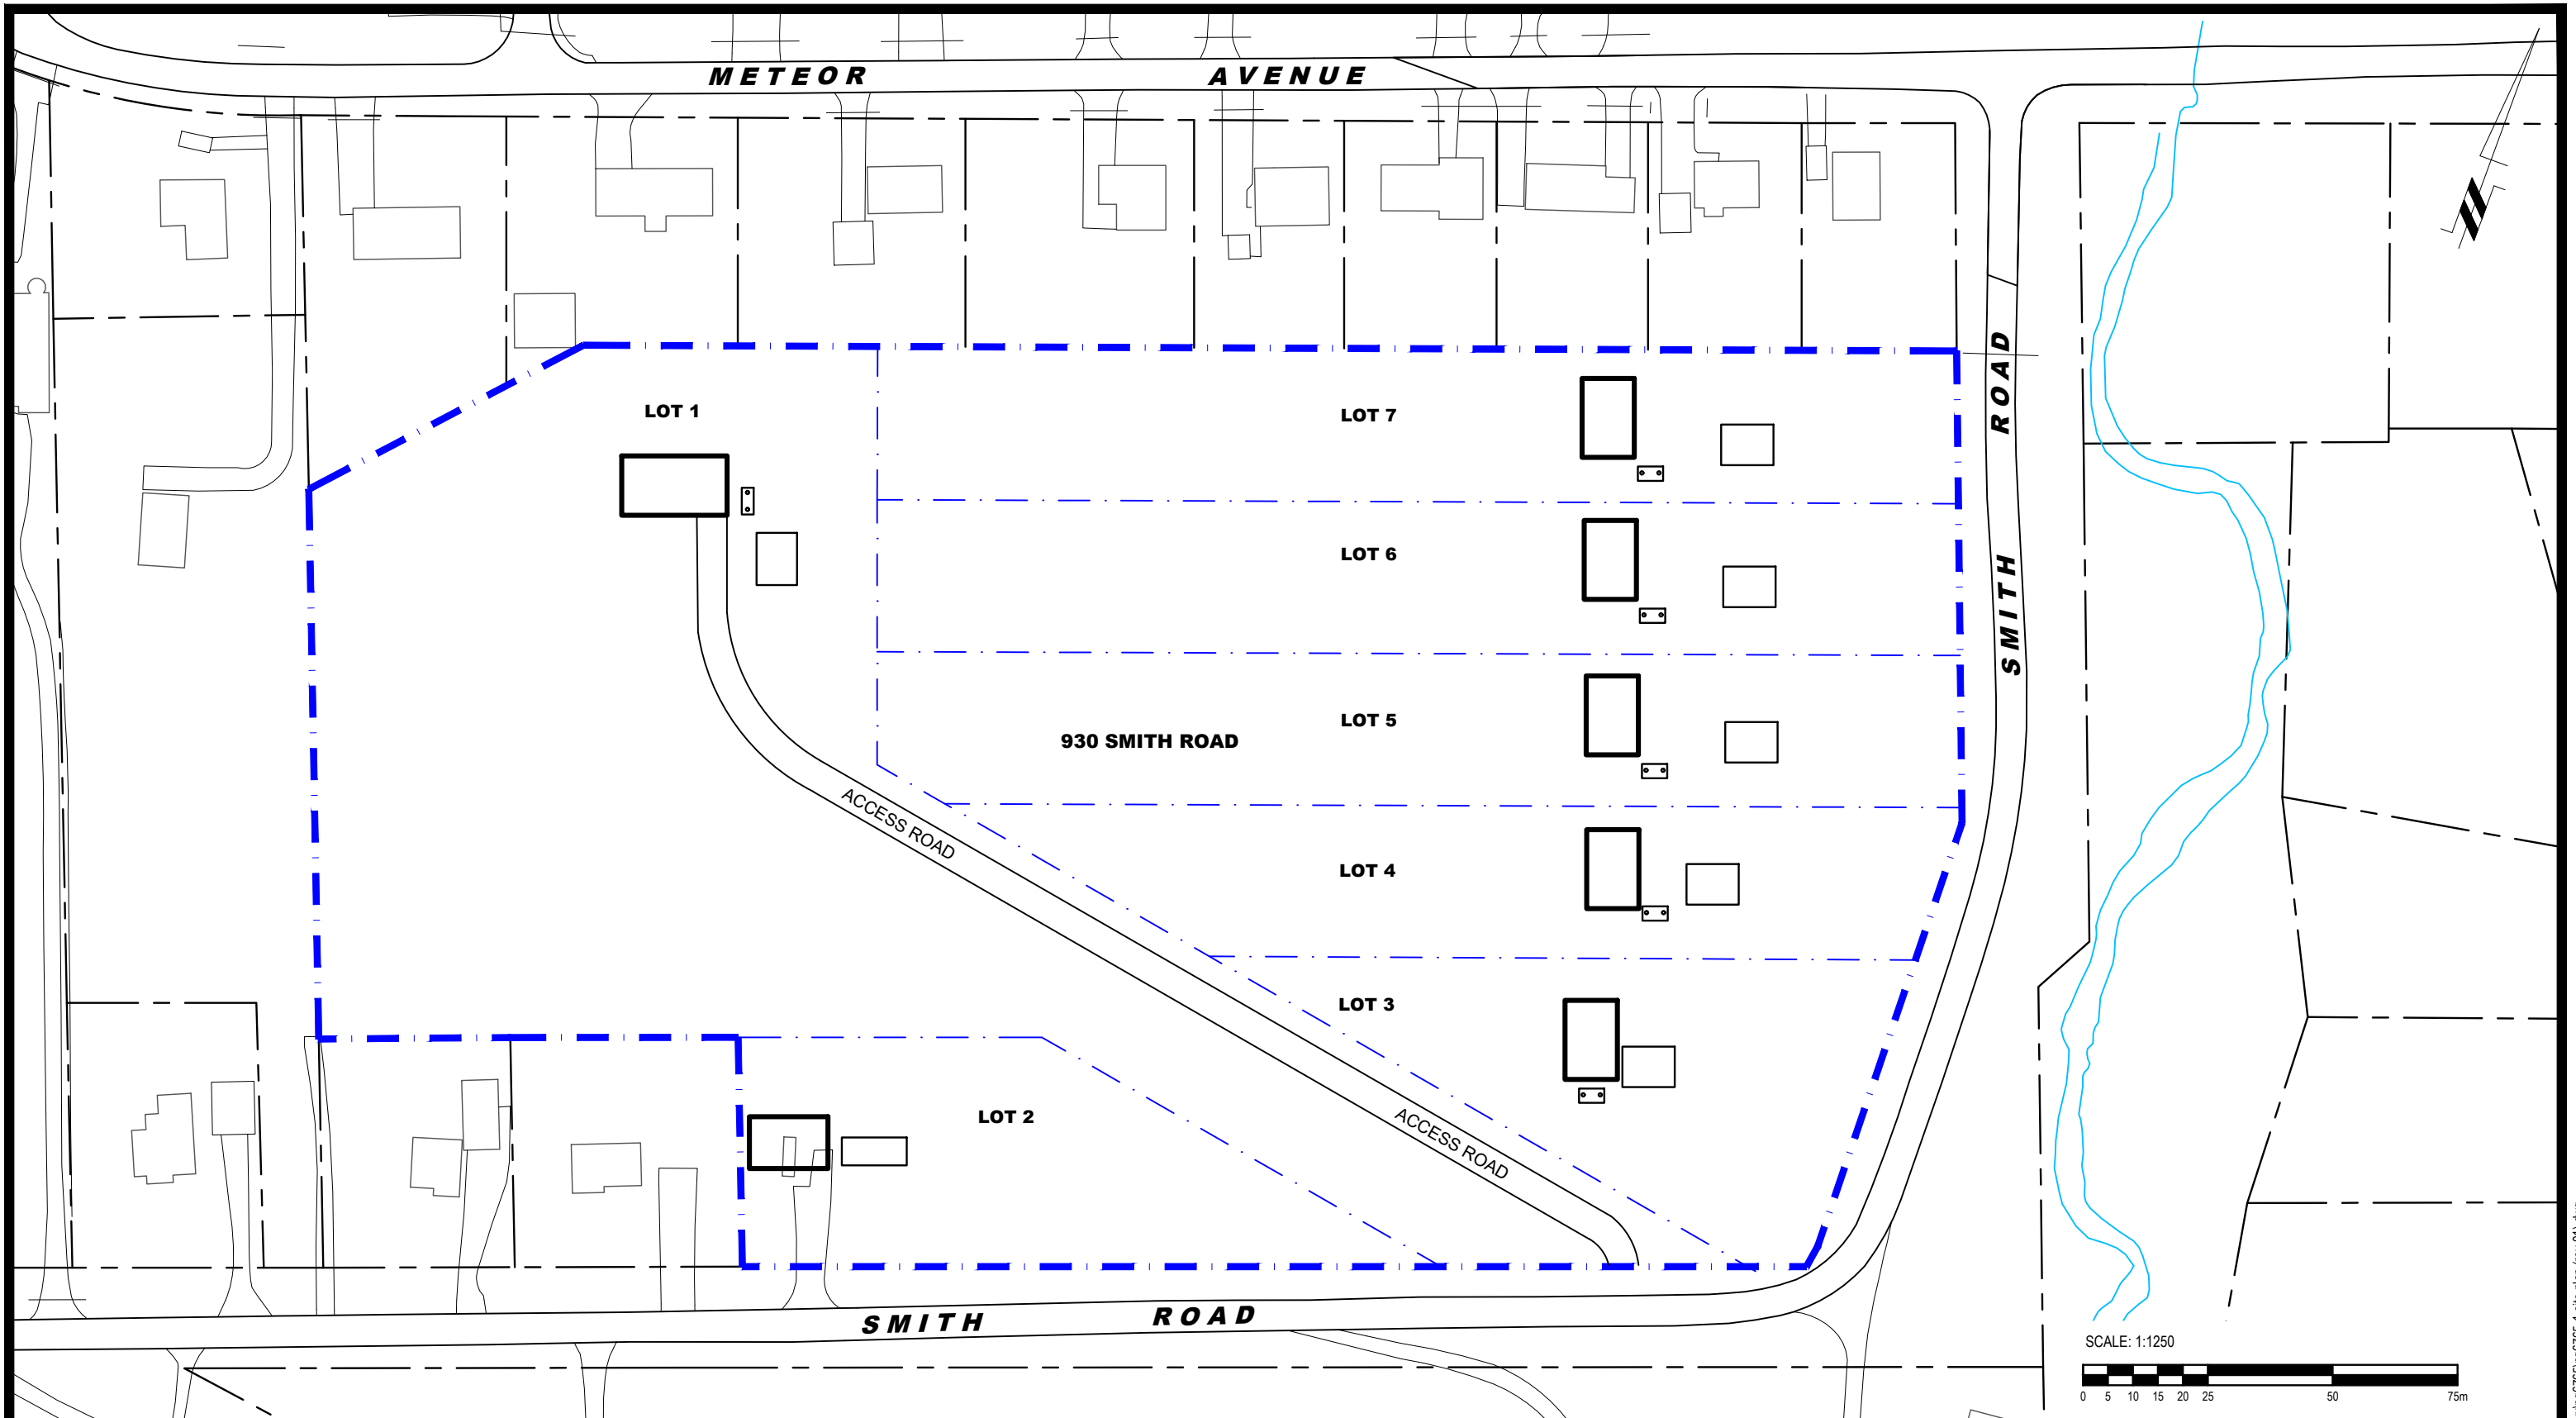 METEOR AVENUE
SMITH ROAD
LOT 1
LOT 7
LOT 6
LOT 5
930 SMITH ROAD
ACCESS ROAD
LOT 4
LOT 3
ACCESS ROAD
LOT 2
SMITH ROAD
SCALE: 1:1250
0 5 10 15 20 25 50 75m